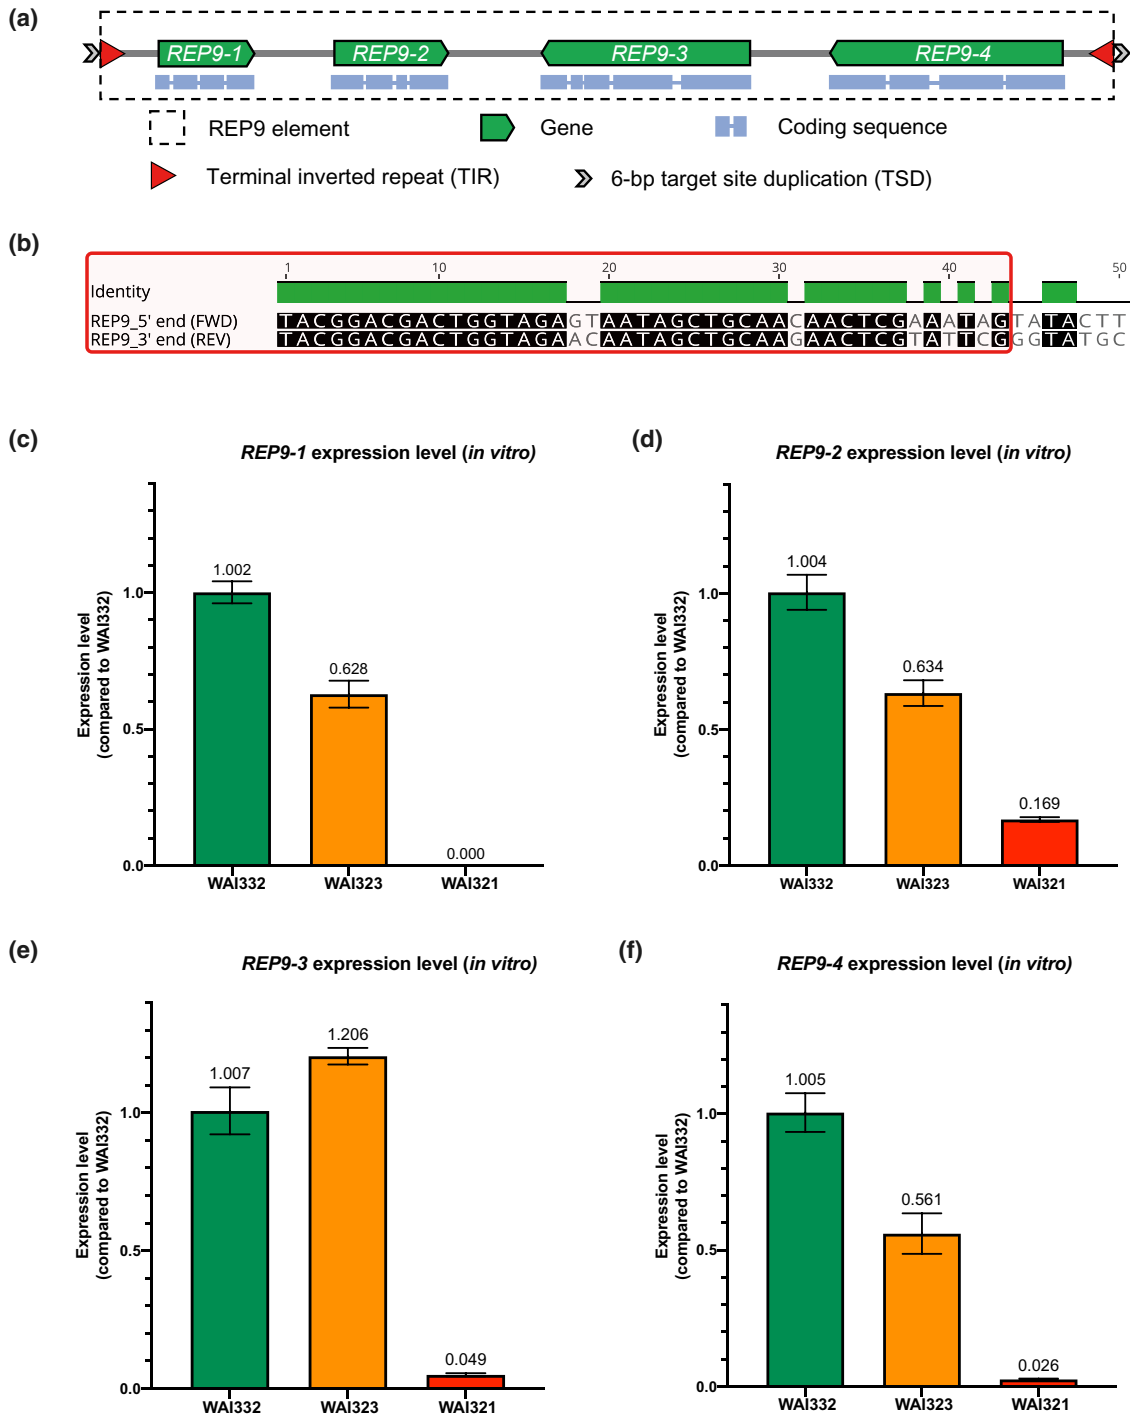 (a)
REP9-1 REP9-2 REP9-3 REP9-4
REP9 element Gene Coding sequence
Terminal inverted repeat (TIR) 6-bp target site duplication (TSD)
(b)
1 10 20 30 40 50
Identity
REP9_5' end (FWD) TACGGACGACTGGTAGAGTAATAGCTGCAACAACTCGAAATAGTATACTT
REP9_3' end (REV) TACGGACGACTGGTAGAACAATAGCTGCAAGAACTCGTATTCGGGTATGC
(c)
REP9-1 expression level (in vitro)
Expression level
(compared to WAI332)
1.0
0.5
0.0
1.002
0.628
0.000
WAI332 WAI323 WAI321
(d)
REP9-2 expression level (in vitro)
Expression level
(compared to WAI332)
1.0
0.5
0.0
1.004
0.634
0.169
WAI332 WAI323 WAI321
(e)
REP9-3 expression level (in vitro)
Expression level
(compared to WAI332)
1.0
0.5
0.0
1.007
1.206
0.049
WAI332 WAI323 WAI321
(f)
REP9-4 expression level (in vitro)
Expression level
(compared to WAI332)
1.0
0.5
0.0
1.005
0.561
0.026
WAI332 WAI323 WAI321